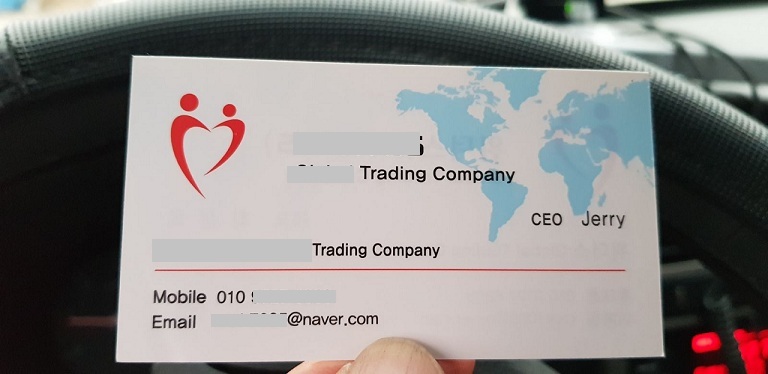 Trading Company
CEO Jerry
Trading Company
Mobile 010
Email @naver.com